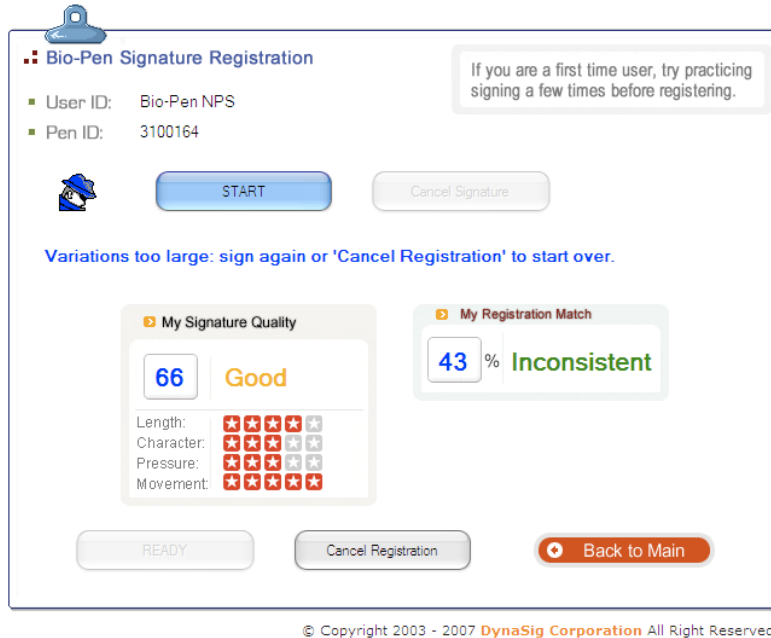 Bio-Pen Signature Registration
If you are a first time user, try practicing
signing a few times before registering.
User ID: Bio-Pen NPS
Pen ID: 3100164
START
Cancel Signature
Variations too large: sign again or 'Cancel Registration' to start over.
My Signature Quality
66 Good
Length:
Character:
Pressure:
Movement:
My Registration Match
43 % Inconsistent
READY
Cancel Registration
Back to Main
© Copyright 2003 - 2007 DynaSig Corporation All Right Reserved